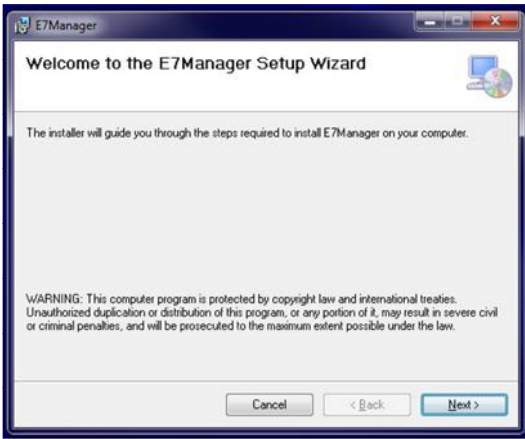 E7Manager
Welcome to the E7Manager Setup Wizard
The installer will guide you through the steps required to install E7Manager on your computer.
WARNING: This computer program is protected by copyright law and international treaties.
Unauthorized duplication or distribution of this program, or any portion of it, may result in severe civil
or criminal penalties, and will be prosecuted to the maximum extent possible under the law.
Cancel < Back Next >